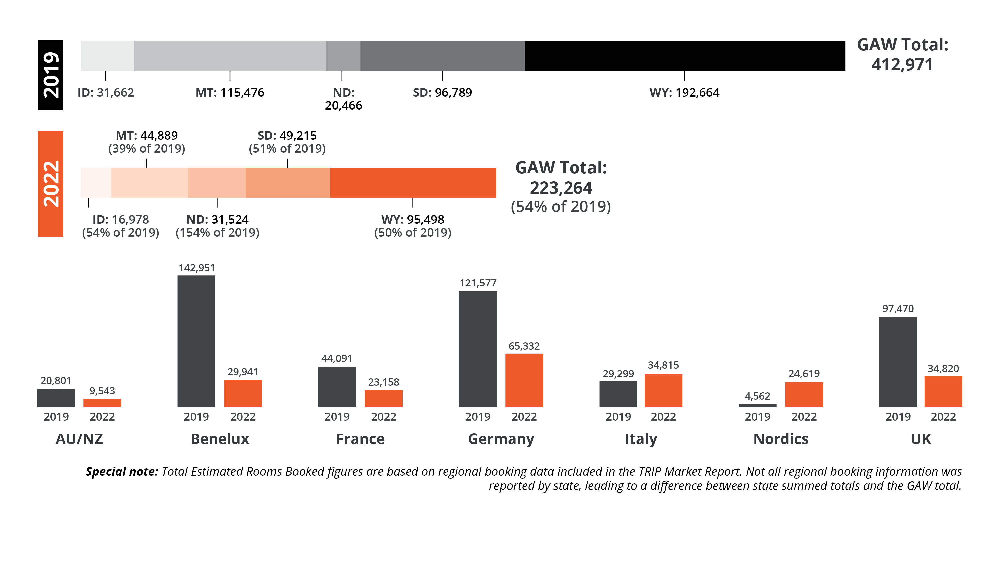 2019
GAW Total:
412,971
ID: 31,662
MT: 115,476
ND:
20,466
SD: 96,789
WY: 192,664
2022
MT: 44,889
(39% of 2019)
SD: 49,215
(51% of 2019)
GAW Total:
223,264
(54% of 2019)
ID: 16,978
(54% of 2019)
ND: 31,524
(154% of 2019)
WY: 95,498
(50% of 2019)
20,801
9,543
2019 2022
AU/NZ
142,951
29,941
2019 2022
Benelux
44,091
23,158
2019 2022
France
121,577
65,332
2019 2022
Germany
29,299
34,815
2019 2022
Italy
4,562
24,619
2019 2022
Nordics
97,470
34,820
2019 2022
UK
Special note: Total Estimated Rooms Booked figures are based on regional booking data included in the TRIP Market Report. Not all regional booking information was
reported by state, leading to a difference between state summed totals and the GAW total.